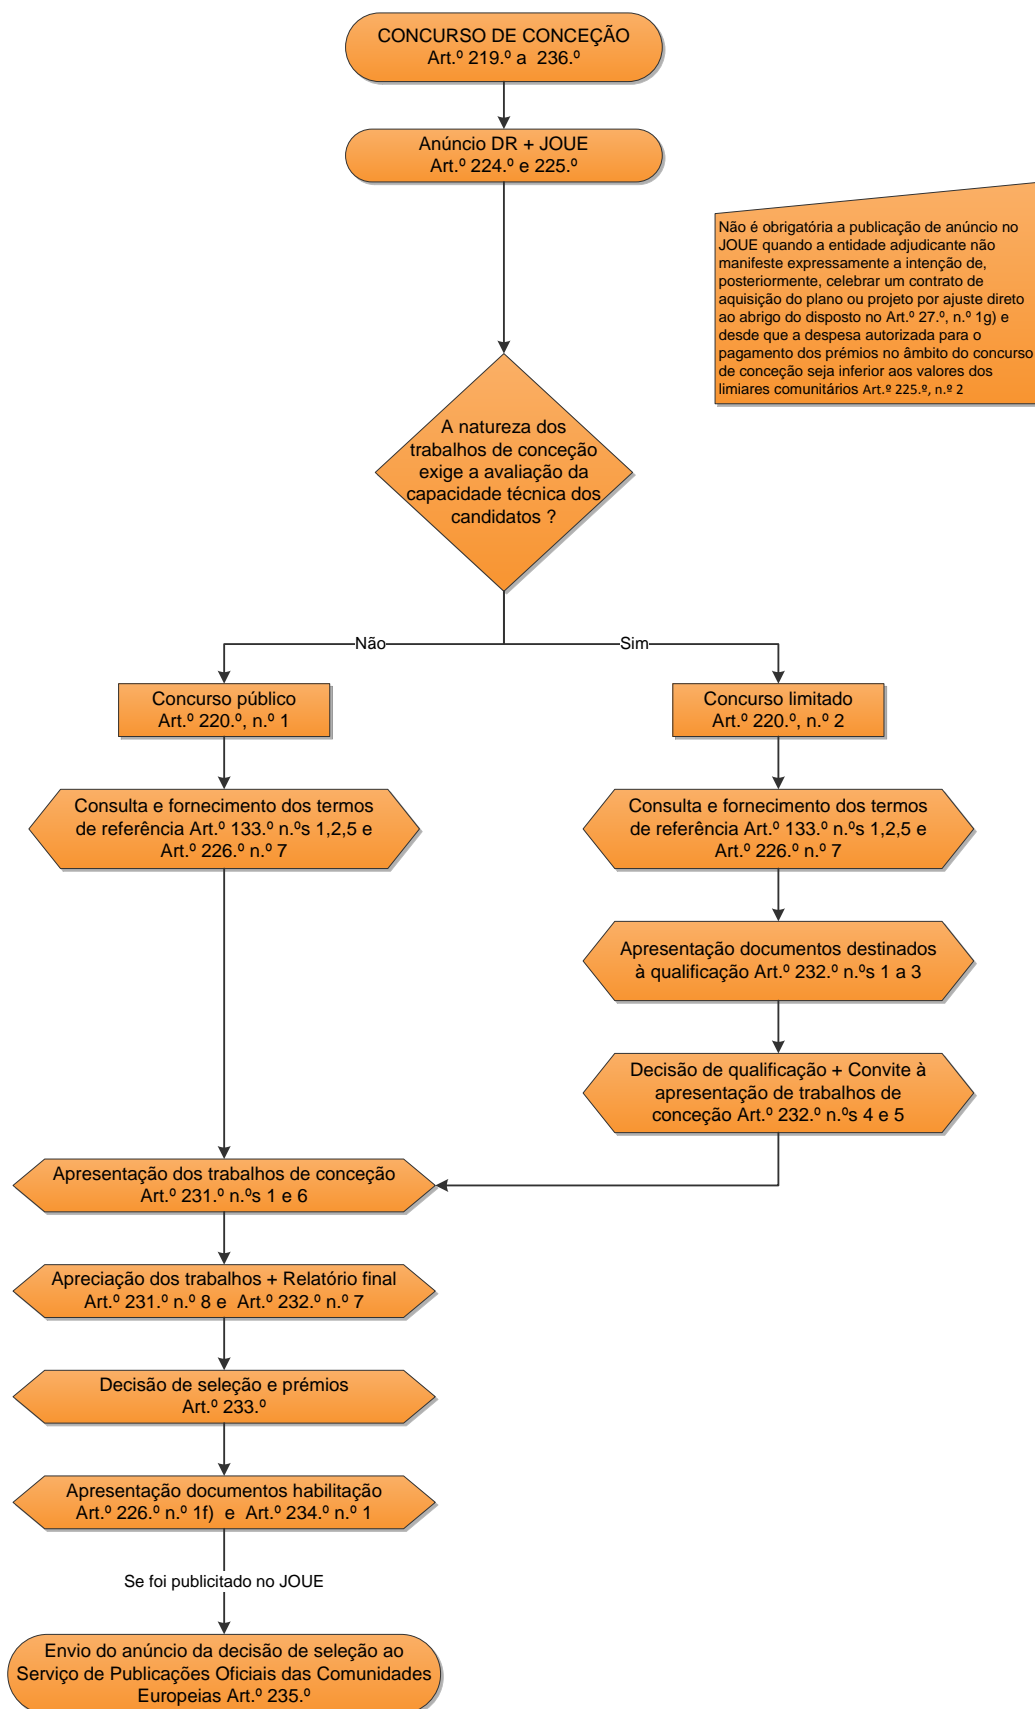 CONCURSO DE CONCEÇÃO
Art.º 219.º a 236.º
Anúncio DR + JOUE
Art.º 224.º e 225.º
Não é obrigatória a publicação de anúncio no
JOUE quando a entidade adjudicante não
manifeste expressamente a intenção de,
posteriormente, celebrar um contrato de
aquisição do plano ou projeto por ajuste direto
ao abrigo do disposto no Art.º 27.º, n.º 1g) e
desde que a despesa autorizada para o
pagamento dos prémios no âmbito do concurso
de conceção seja inferior aos valores dos
limiares comunitários Art.º 225.º, n.º 2
A natureza dos
trabalhos de conceção
exige a avaliação da
capacidade técnica dos
candidatos ?
Não
Sim
Concurso público
Art.º 220.º, n.º 1
Concurso limitado
Art.º 220.º, n.º 2
Consulta e fornecimento dos termos
de referência Art.º 133.º n.ºs 1,2,5 e
Art.º 226.º n.º 7
Consulta e fornecimento dos termos
de referência Art.º 133.º n.ºs 1,2,5 e
Art.º 226.º n.º 7
Apresentação documentos destinados
à qualificação Art.º 232.º n.ºs 1 a 3
Decisão de qualificação + Convite à
apresentação de trabalhos de
conceção Art.º 232.º n.ºs 4 e 5
Apresentação dos trabalhos de conceção
Art.º 231.º n.ºs 1 e 6
Apreciação dos trabalhos + Relatório final
Art.º 231.º n.º 8 e Art.º 232.º n.º 7
Decisão de seleção e prémios
Art.º 233.º
Apresentação documentos habilitação
Art.º 226.º n.º 1f) e Art.º 234.º n.º 1
Se foi publicitado no JOUE
Envio do anúncio da decisão de seleção ao
Serviço de Publicações Oficiais das Comunidades
Europeias Art.º 235.º